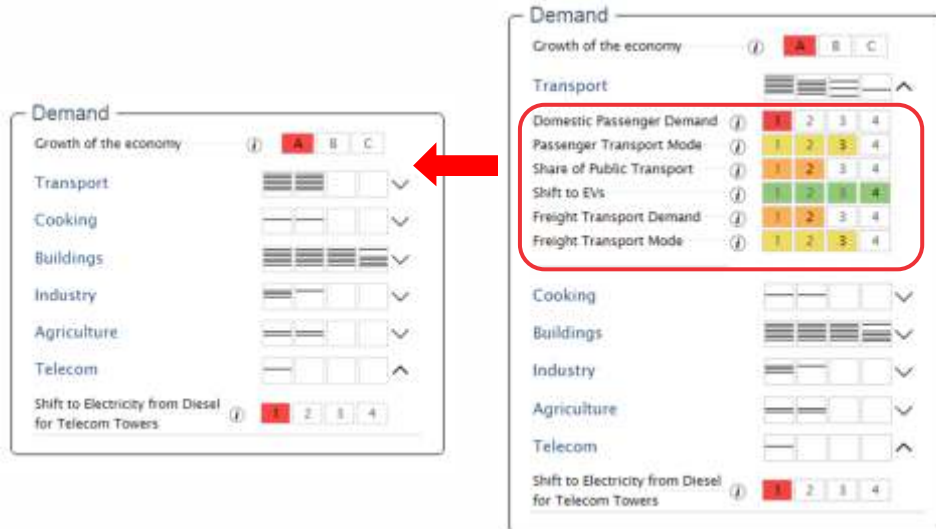 Demand
Growth of the economy i A B C
Transport
Cooking
Buildings
Industry
Agriculture
Telecom
Shift to Electricity from Diesel
for Telecom Towers i 1 2 3 4
Demand
Growth of the economy i A B C
Transport
Domestic Passenger Demand i 1 2 3 4
Passenger Transport Mode i 1 2 3 4
Share of Public Transport i 1 2 3 4
Shift to EVs i 1 2 3 4
Freight Transport Demand i 1 2 3 4
Freight Transport Mode i 1 2 3 4
Cooking
Buildings
Industry
Agriculture
Telecom
Shift to Electricity from Diesel
for Telecom Towers i 1 2 3 4